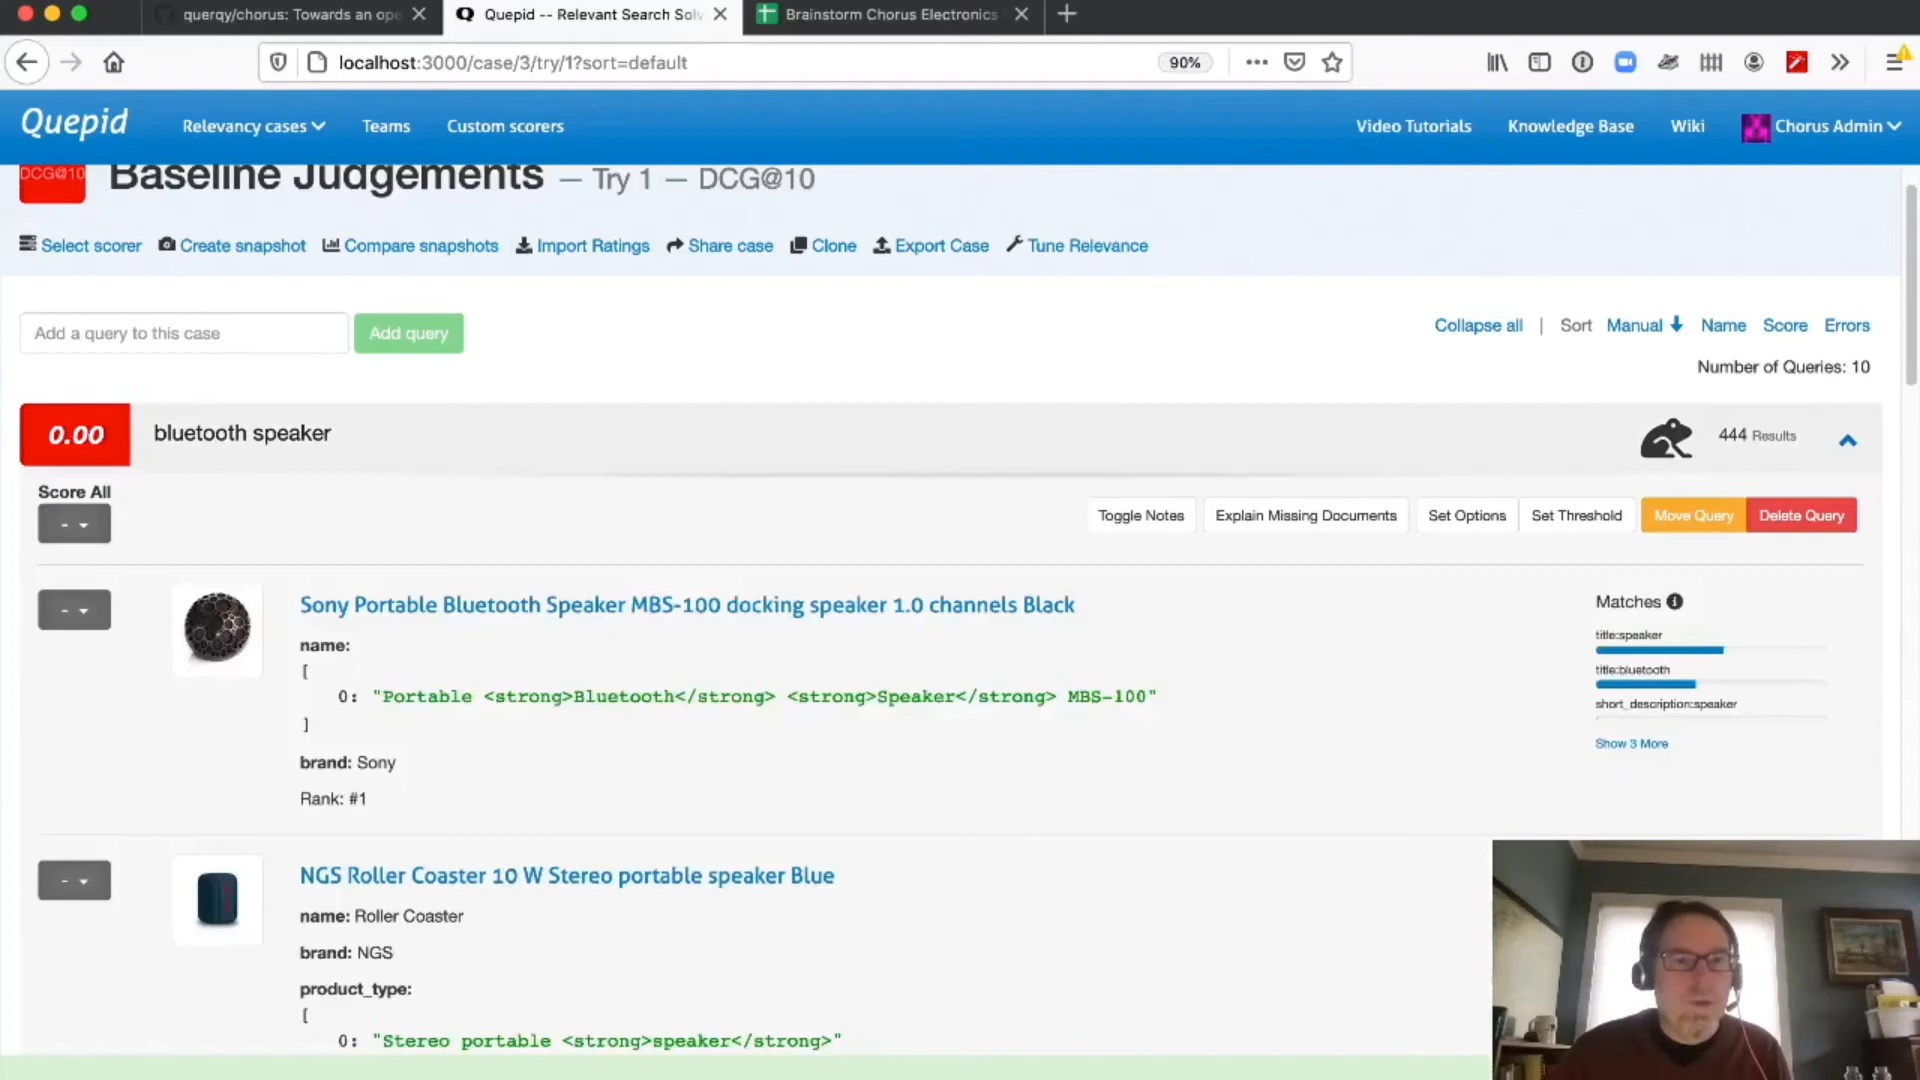 querqy/chorus: Towards an ope
Quepid -- Relevant Search Solv
Brainstorm Chorus Electronics
localhost:3000/case/3/try/1?sort=default
90%
Quepid
Relevancy cases
Teams
Custom scorers
Video Tutorials
Knowledge Base
Wiki
Chorus Admin
DCG@10
Baseline Judgements — Try 1 — DCG@10
Select scorer
Create snapshot
Compare snapshots
Import Ratings
Share case
Clone
Export Case
Tune Relevance
Add a query to this case
Add query
Collapse all | Sort Manual Name Score Errors
Number of Queries: 10
0.00
bluetooth speaker
444 Results
Score All
-
Toggle Notes
Explain Missing Documents
Set Options
Set Threshold
Move Query
Delete Query
-
Sony Portable Bluetooth Speaker MBS-100 docking speaker 1.0 channels Black
name:
[
0: "Portable <strong>Bluetooth</strong> <strong>Speaker</strong> MBS-100"
]
brand: Sony
Rank: #1
Matches
title:speaker
title:bluetooth
short_description:speaker
Show 3 More
-
NGS Roller Coaster 10 W Stereo portable speaker Blue
name: Roller Coaster
brand: NGS
product_type:
[
0: "Stereo portable <strong>speaker</strong>"